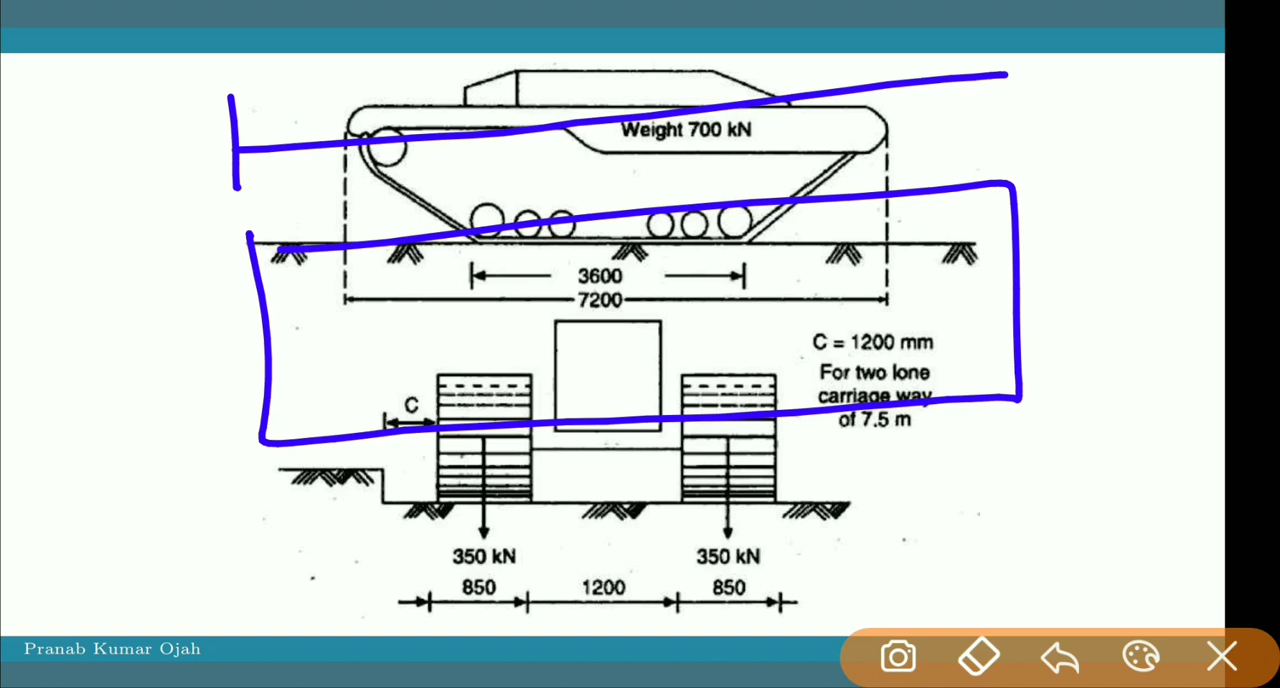 Weight 700 kN
3600
7200
C = 1200 mm
For two lone
carriage way
of 7.5 m
C
350 kN 350 kN
850 1200 850
Pranab Kumar Ojah